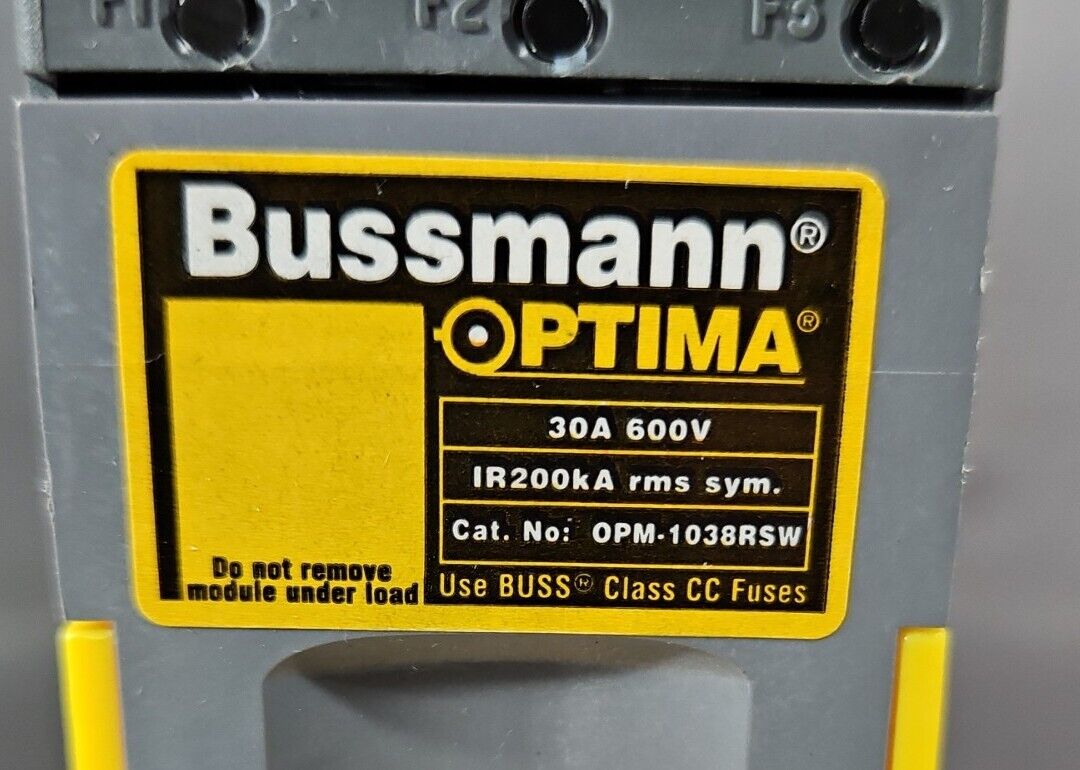 F1 F2 F3
Bussmann®
OPTIMA®
30A 600V
IR200kA rms sym.
Cat. No: OPM-1038RSW
Use BUSS® Class CC Fuses
Do not remove
module under load